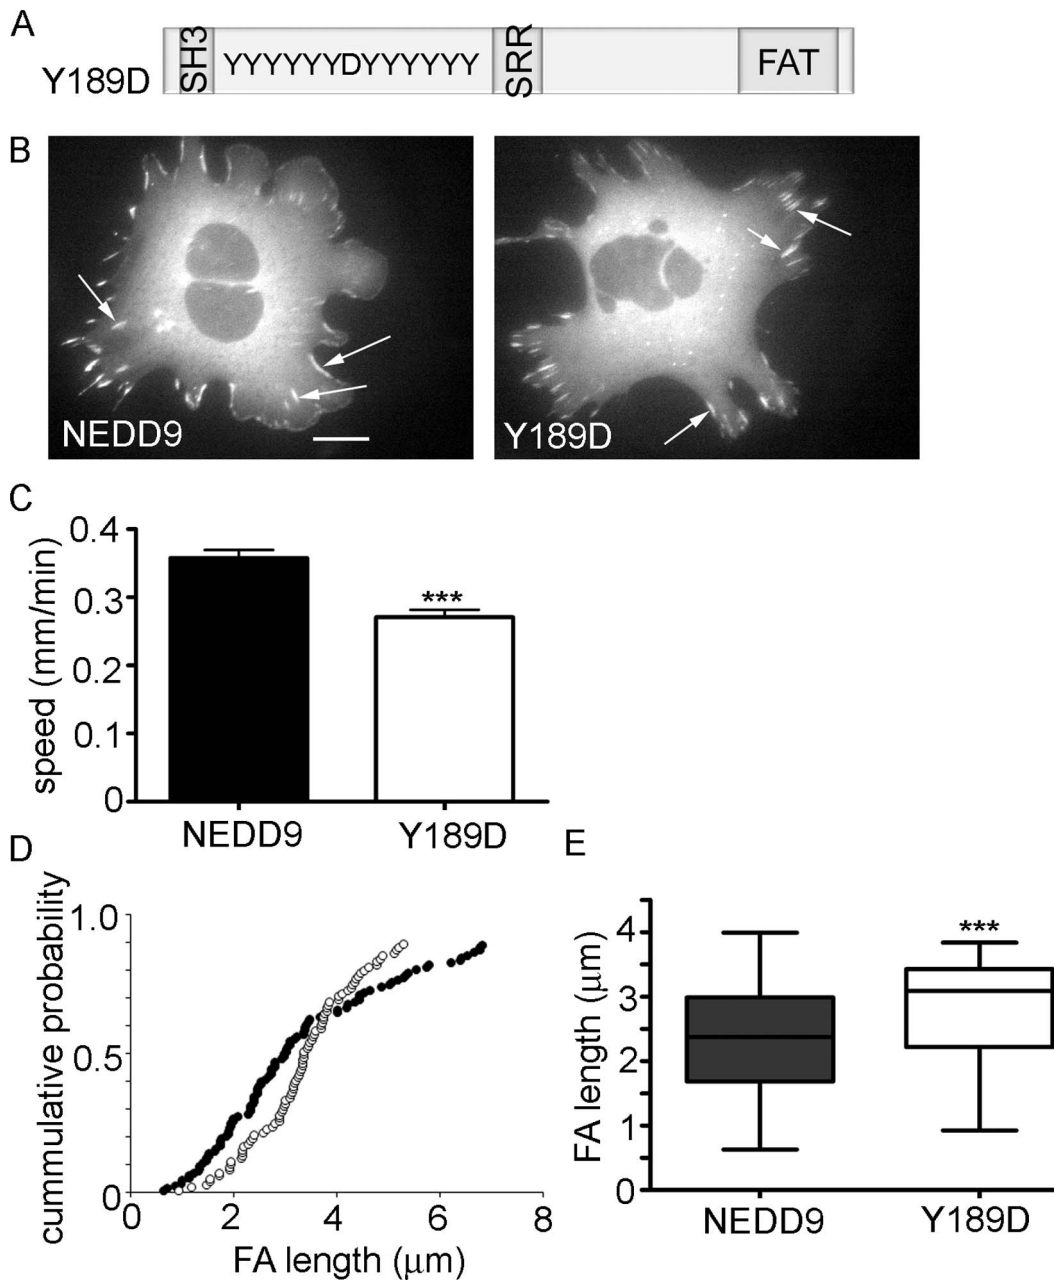 A
Y189D
SH3
YYYYYYDYYYYYY
SRR
FAT
B
NEDD9
Y189D
C
speed (mm/min)
0.4
0.3
0.2
0.1
0
***
NEDD9
Y189D
D
cummulative probability
1.0
0.5
0
0
2
4
6
8
FA length (μm)
E
FA length (μm)
4
3
2
1
0
***
NEDD9
Y189D